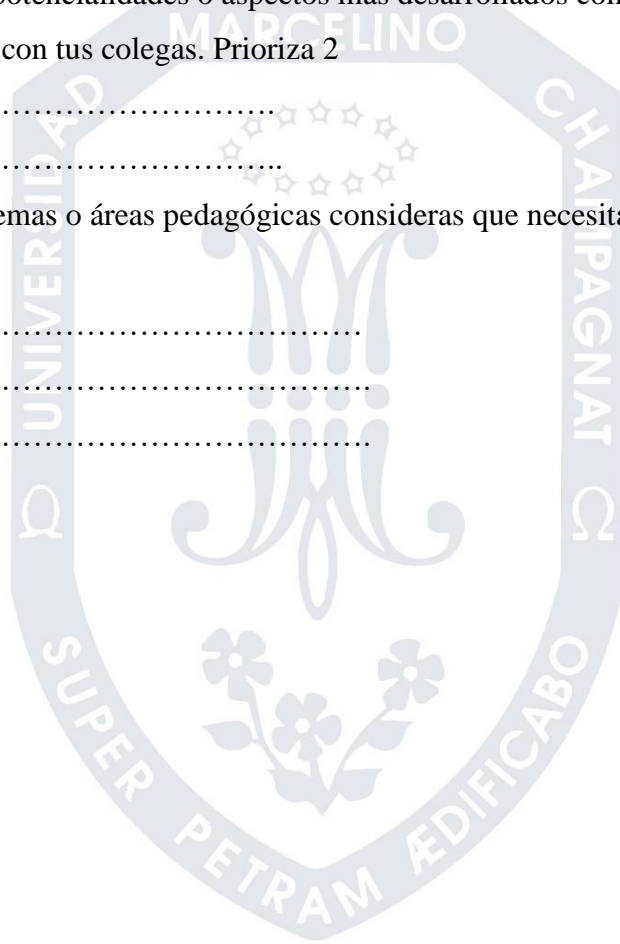 potencialidades o aspectos más desarrollados con
con tus colegas. Prioriza 2
……………………….
………………………..
emas o áreas pedagógicas consideras que necesita
………………………………
……………………………….
……………………………….
UNIVERSIDAD MARCELINO CHAMPAGNAT
SUPER PETRAM ÆDIFICABO